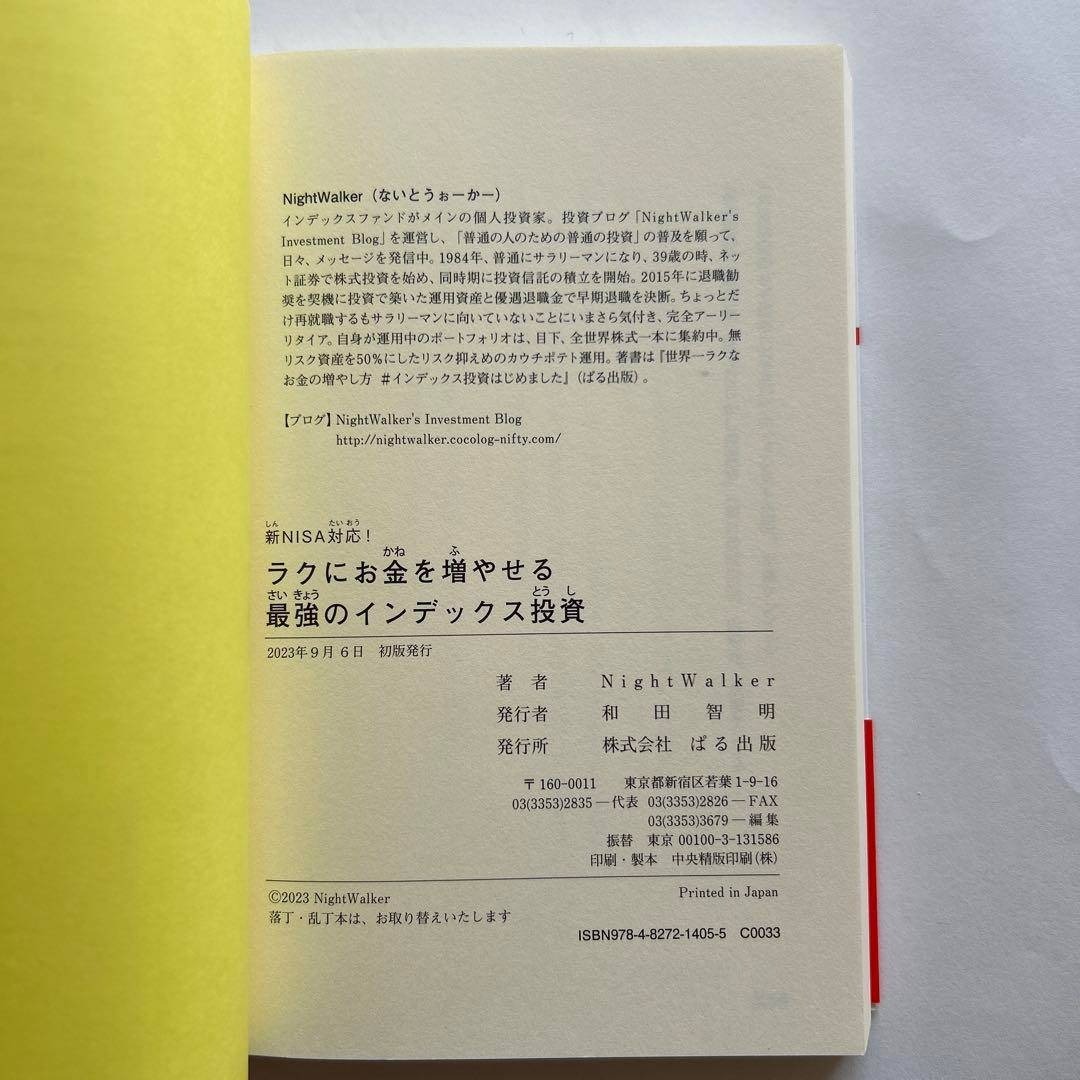 NightWalker（ないとうぉーかー）
インデックスファンドがメインの個人投資家。投資ブログ「NightWalker's
Investment Blog」を運営し、「普通の人のための普通の投資」の普及を願って、
日々、メッセージを発信中。1984年、普通にサラリーマンになり、39歳の時、ネッ
ト証券で株式投資を始め、同時期に投資信託の積立を開始。2015年に退職勧
奨を契機に投資で築いた運用資産と優遇退職金で早期退職を決断。ちょっとだ
け再就職するもサラリーマンに向いていないことにいまさら気付き、完全アーリー
リタイア。自身が運用中のポートフォリオは、目下、全世界株式一本に集約中。無
リスク資産を50％にしたリスク抑えめのカウチポテト運用。著書は『世界一ラクな
お金の増やし方　＃インデックス投資はじめました』（ぱる出版）。
【ブログ】NightWalker's Investment Blog
http://nightwalker.cocolog-nifty.com/
しん　たいおう
新NISA対応！
かね　ふ
ラクにお金を増やせる
さいきょう　とうし
最強のインデックス投資
2023年9月6日　初版発行
著者　NightWalker
発行者　和田智明
発行所　株式会社 ぱる出版
〒160-0011　東京都新宿区若葉1-9-16
03(3353)2835―代表　03(3353)2826―FAX
03(3353)3679―編集
振替　東京 00100-3-131586
印刷・製本　中央精版印刷（株）
©2023 NightWalker　Printed in Japan
落丁・乱丁本は、お取り替えいたします
ISBN978-4-8272-1405-5　C0033